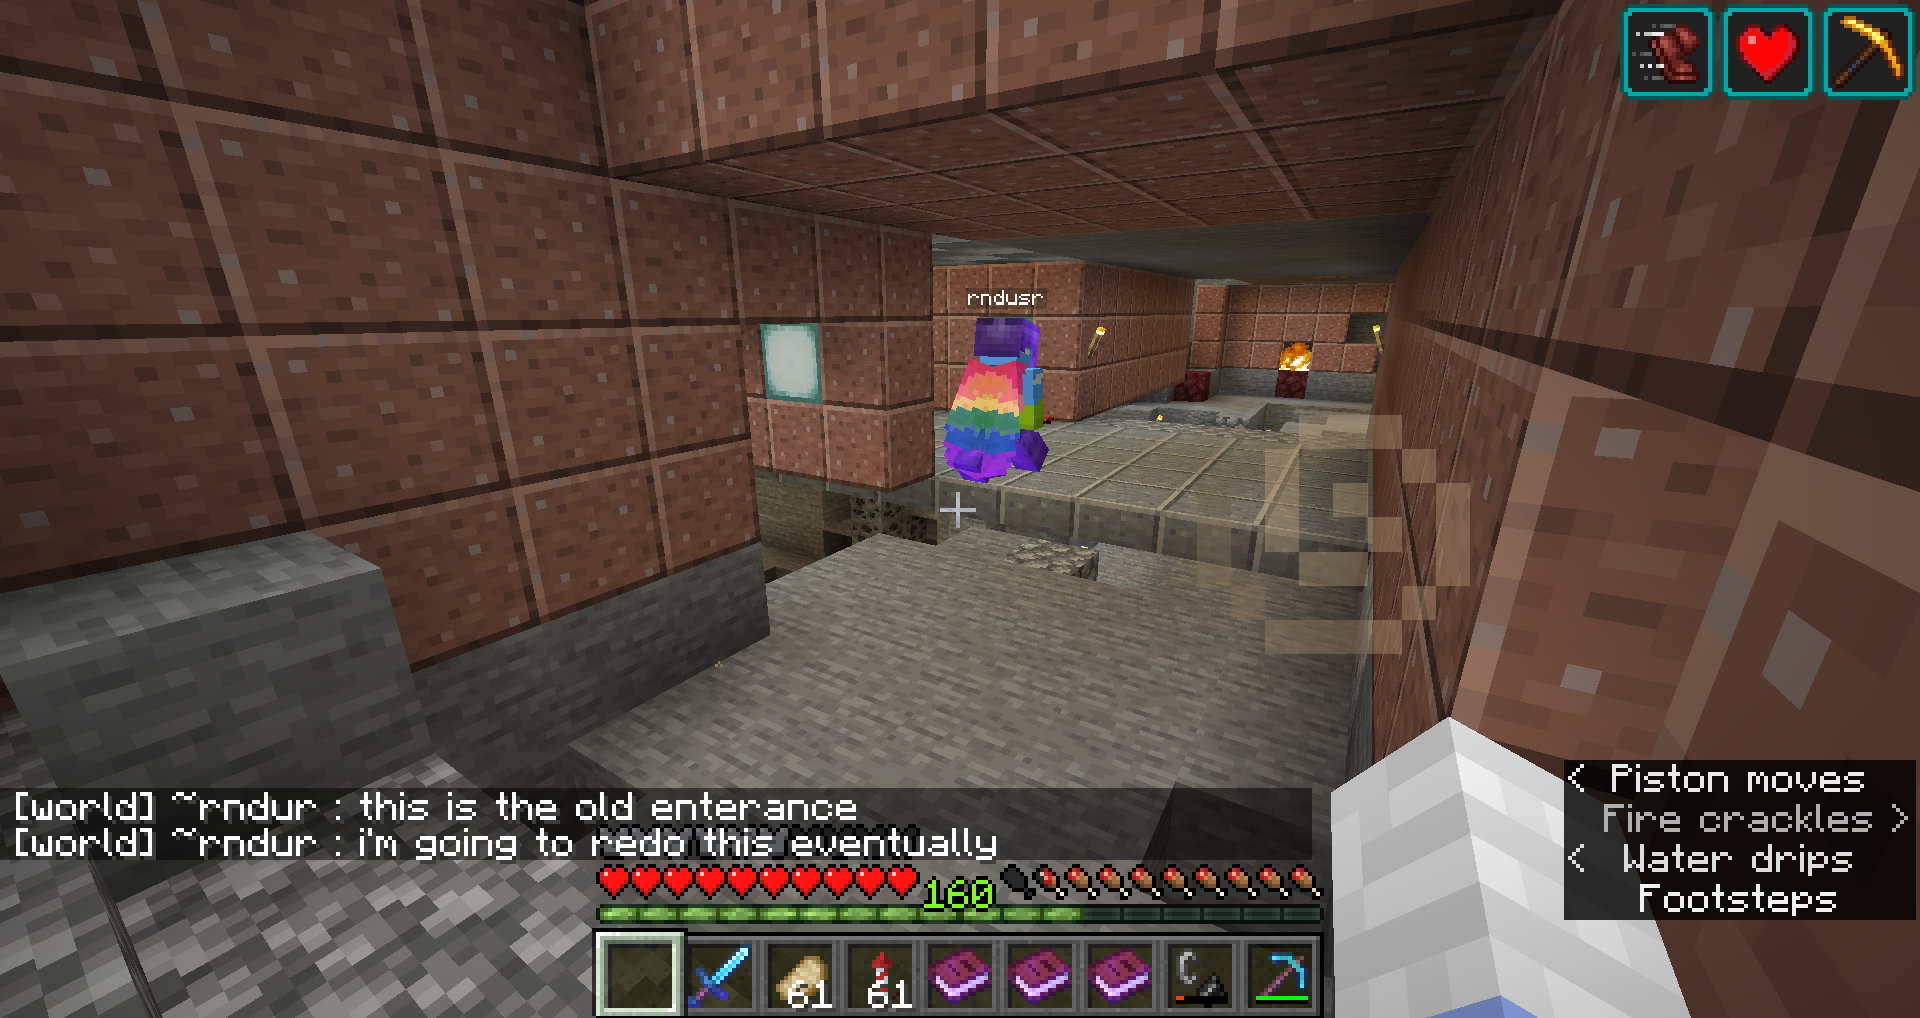 rndusr
[world] ~rndur : this is the old enterance
[world] ~rndur : i'm going to redo this eventually
< Piston moves
Fire crackles >
< Water drips
Footsteps
160
61
61